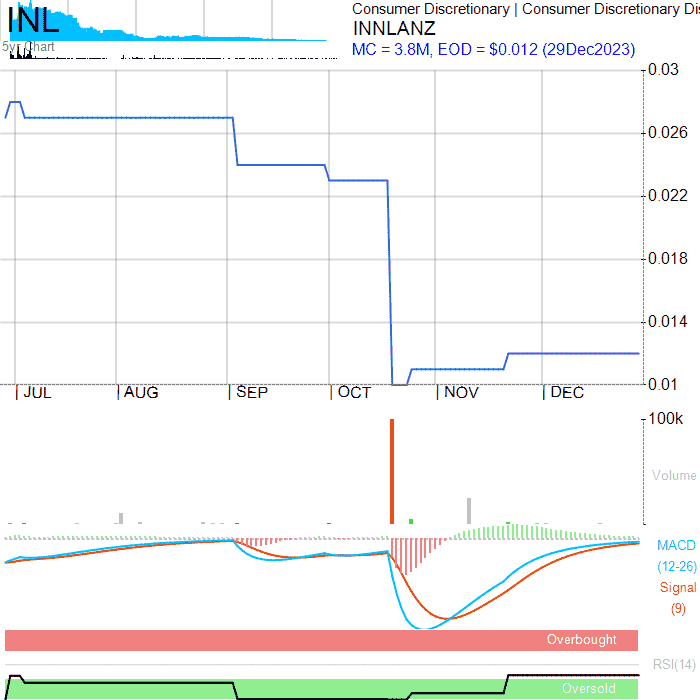 INL
5yr Chart
Consumer Discretionary | Consumer Discretionary Dis
INNLANZ
MC = 3.8M, EOD = $0.012 (29Dec2023)
0.03
0.026
0.022
0.018
0.014
0.01
JUL
AUG
SEP
OCT
NOV
DEC
100k
Volume
MACD
(12-26)
Signal
(9)
Overbought
RSI(14)
Oversold